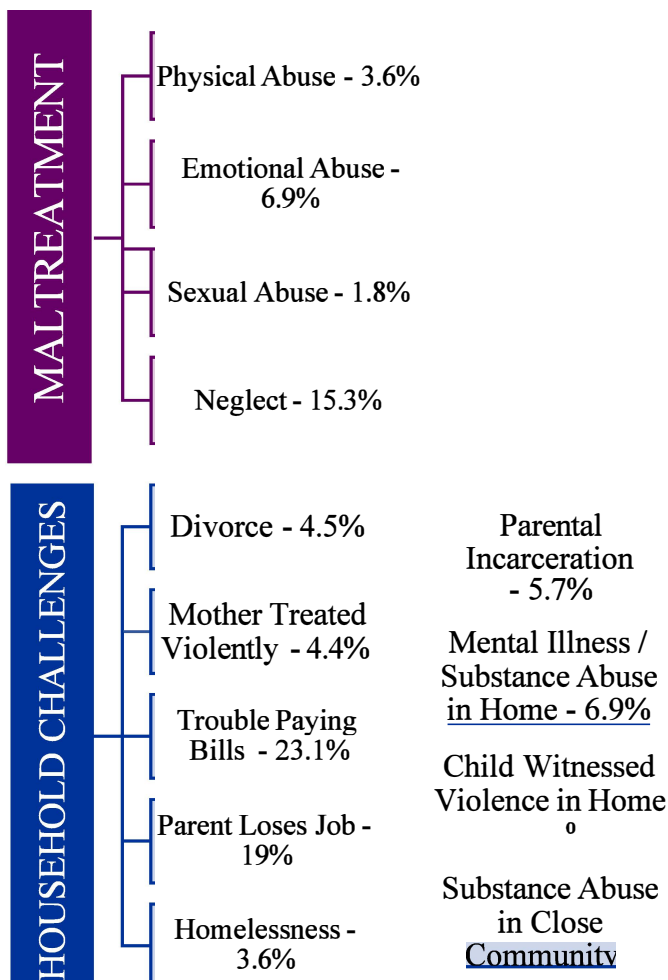 MALTREATMENT
Physical Abuse - 3.6%
Emotional Abuse -
6.9%
Sexual Abuse - 1.8%
Neglect - 15.3%
HOUSEHOLD CHALLENGES
Divorce - 4.5%
Mother Treated
Violently - 4.4%
Trouble Paying
Bills - 23.1%
Parent Loses Job -
19%
Homelessness -
3.6%
Parental
Incarceration
- 5.7%
Mental Illness /
Substance Abuse
in Home - 6.9%
Child Witnessed
Violence in Home
o
Substance Abuse
in Close
Community